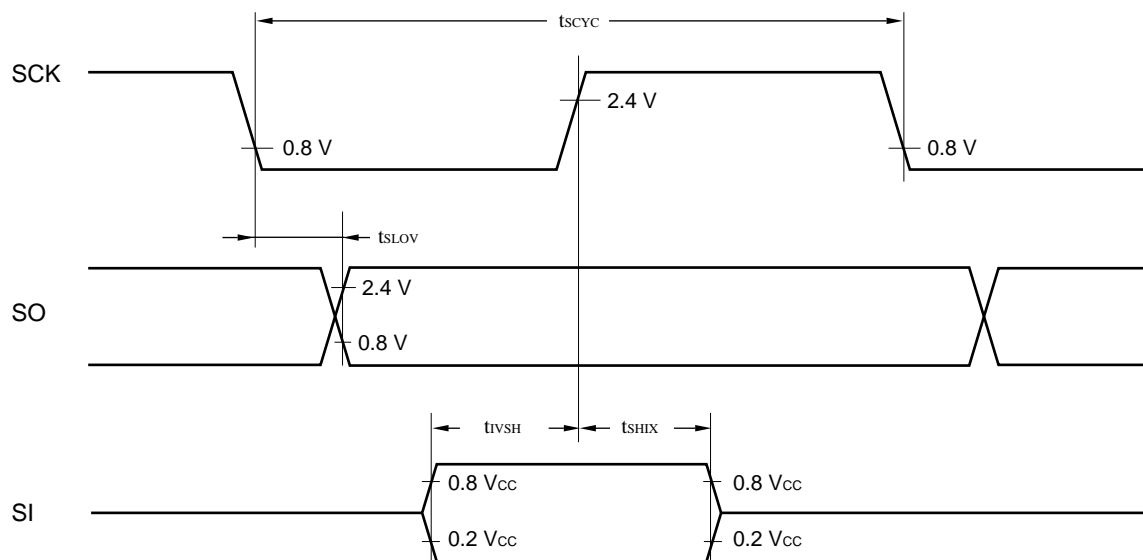 tSCYC
SCK
2.4 V
0.8 V
0.8 V
tSLOV
2.4 V
SO
0.8 V
tIVSH
tSHIX
0.8 VCC
0.8 VCC
SI
0.2 VCC
0.2 VCC